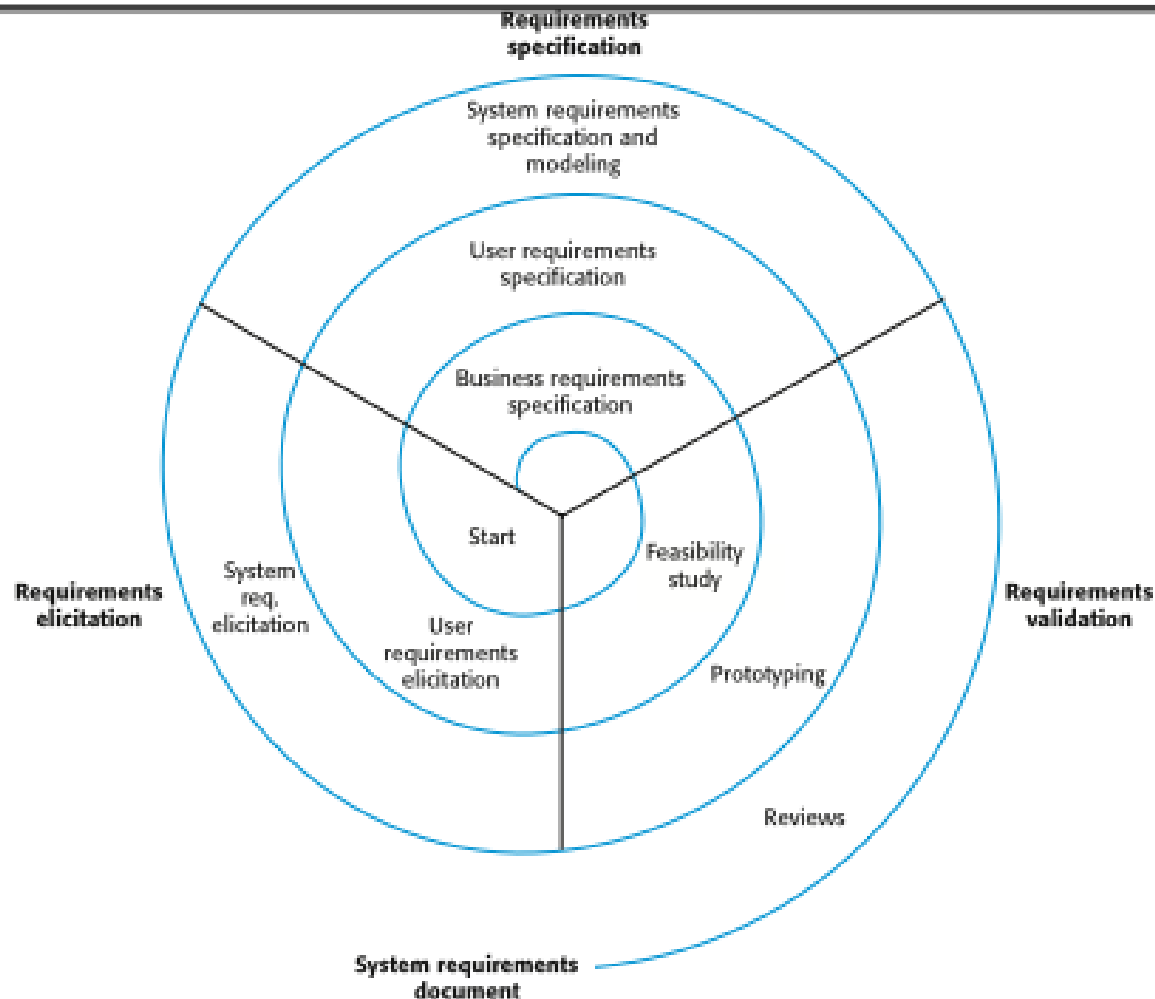 Requirements
specification
System requirements
specification and
modeling
User requirements
specification
Business requirements
specification
Start
Feasibility
study
System
req.
elicitation
Requirements
elicitation
Requirements
validation
User
requirements
elicitation
Prototyping
Reviews
System requirements
document